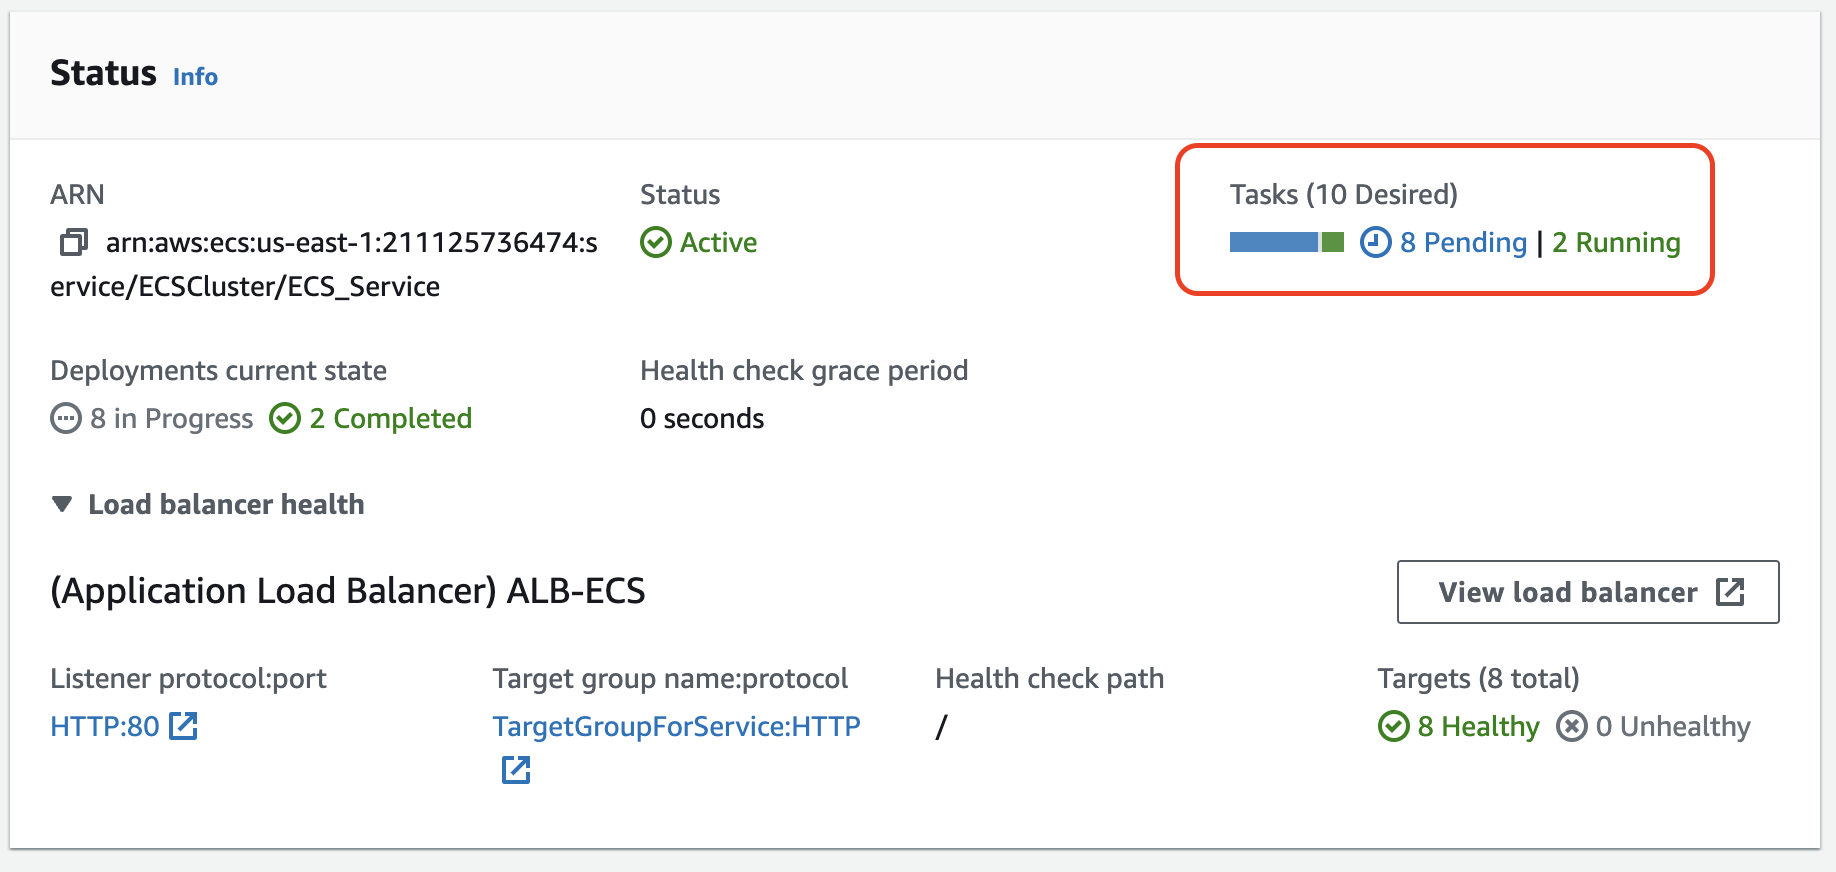 Status Info
ARN
arn:aws:ecs:us-east-1:211125736474:s
ervice/ECSCluster/ECS_Service
Status
Active
Tasks (10 Desired)
8 Pending | 2 Running
Deployments current state
8 in Progress 2 Completed
Health check grace period
0 seconds
Load balancer health
(Application Load Balancer) ALB-ECS
View load balancer
Listener protocol:port
HTTP:80
Target group name:protocol
TargetGroupForService:HTTP
Health check path
/
Targets (8 total)
8 Healthy 0 Unhealthy